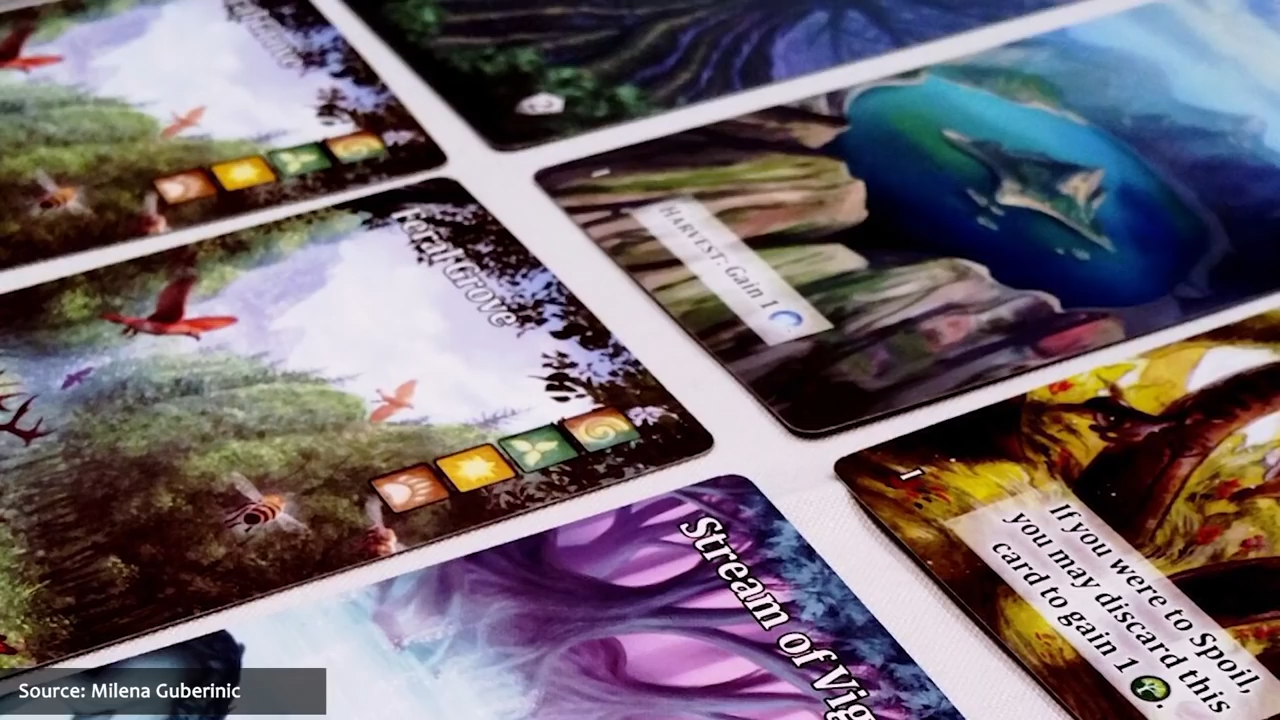 Feral Grove
HARVEST: Gain 1
Stream of Vig
I
If you were to Spoil,
you may discard this
card to gain 1
.
Source: Milena Guberinic